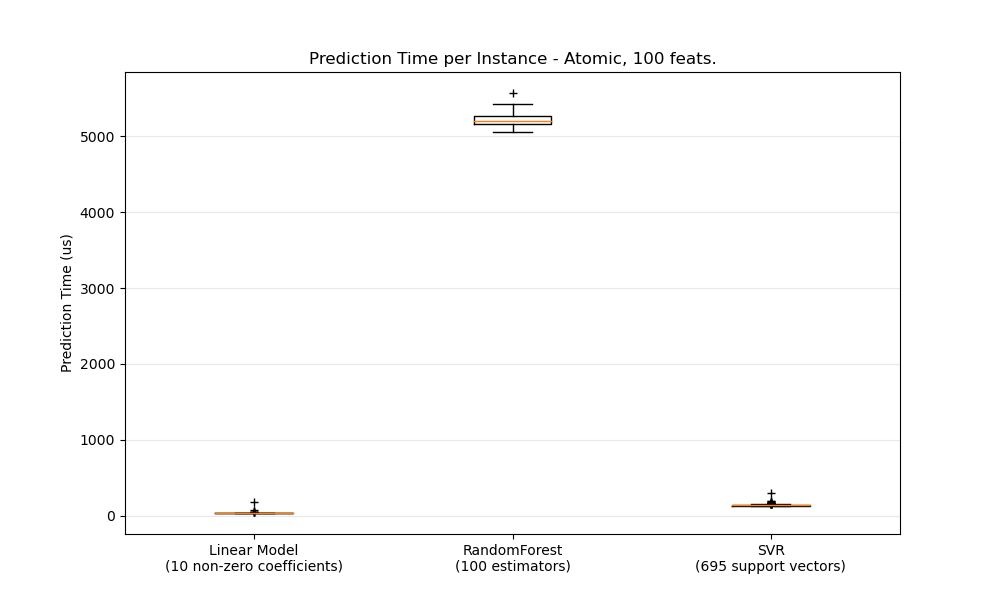 Prediction Time per Instance - Atomic, 100 feats.
Prediction Time (us)
5000
4000
3000
2000
1000
0
Linear Model
(10 non-zero coefficients)
RandomForest
(100 estimators)
SVR
(695 support vectors)